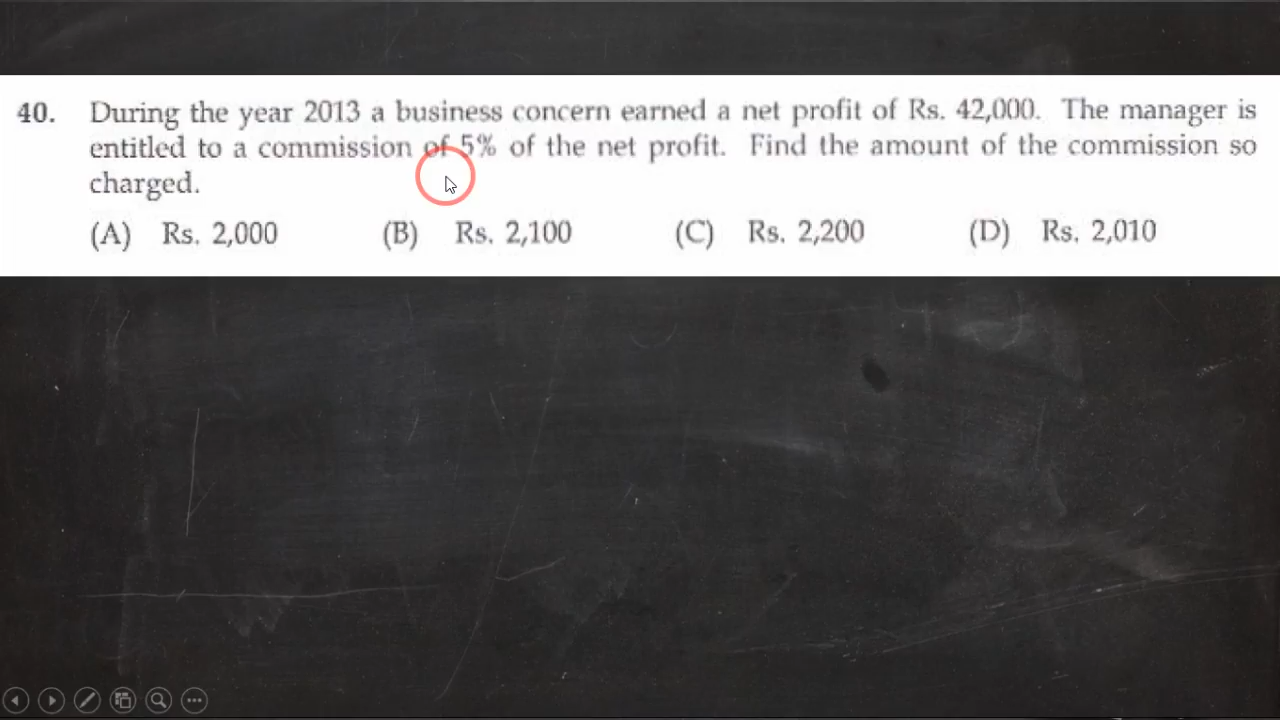 40. During the year 2013 a business concern earned a net profit of Rs. 42,000. The manager is
entitled to a commission of 5% of the net profit. Find the amount of the commission so
charged.
(A) Rs. 2,000 (B) Rs. 2,100 (C) Rs. 2,200 (D) Rs. 2,010